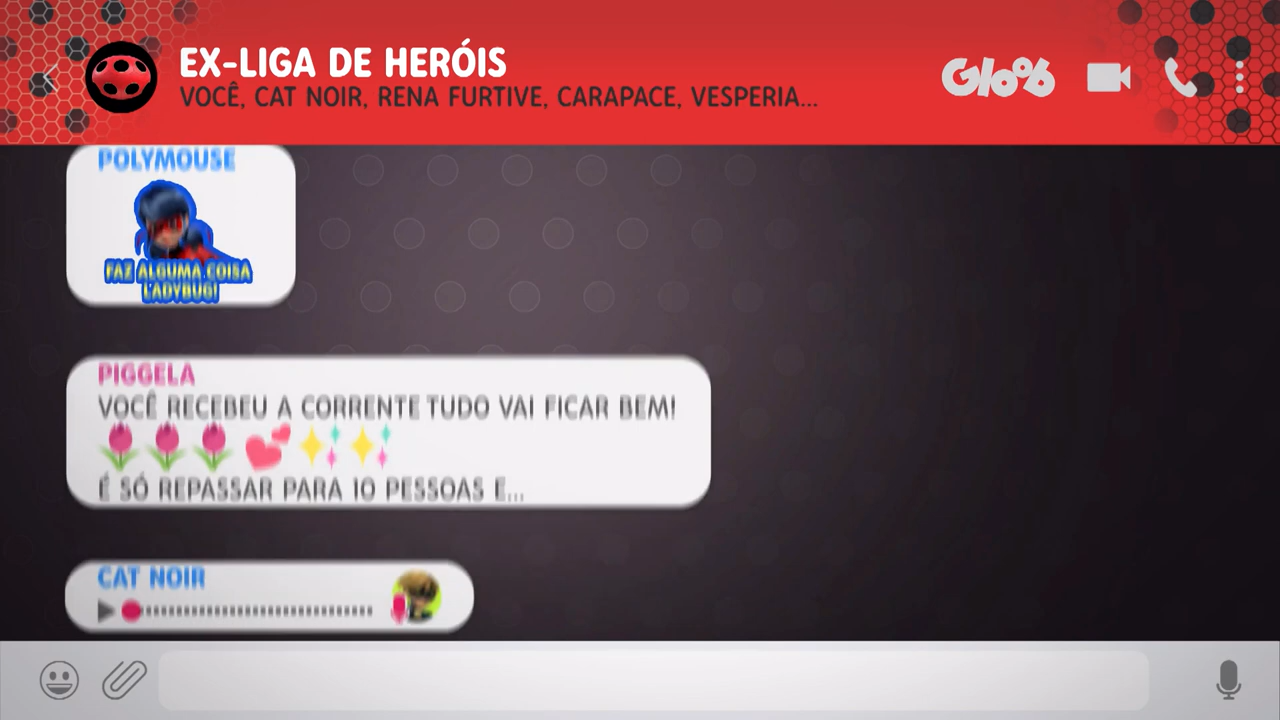 EX-LIGA DE HERÓIS
Gloob
VOCÊ, CAT NOIR, RENA FURTIVE, CARAPACE, VESPERIA...
POLYMOUSE
FAZ ALGUMA COISA
LADYBUG!
PIGGELA
VOCÊ RECEBEU A CORRENTE TUDO VAI FICAR BEM!
É SÓ REPASSAR PARA 10 PESSOAS E...
CAT NOIR